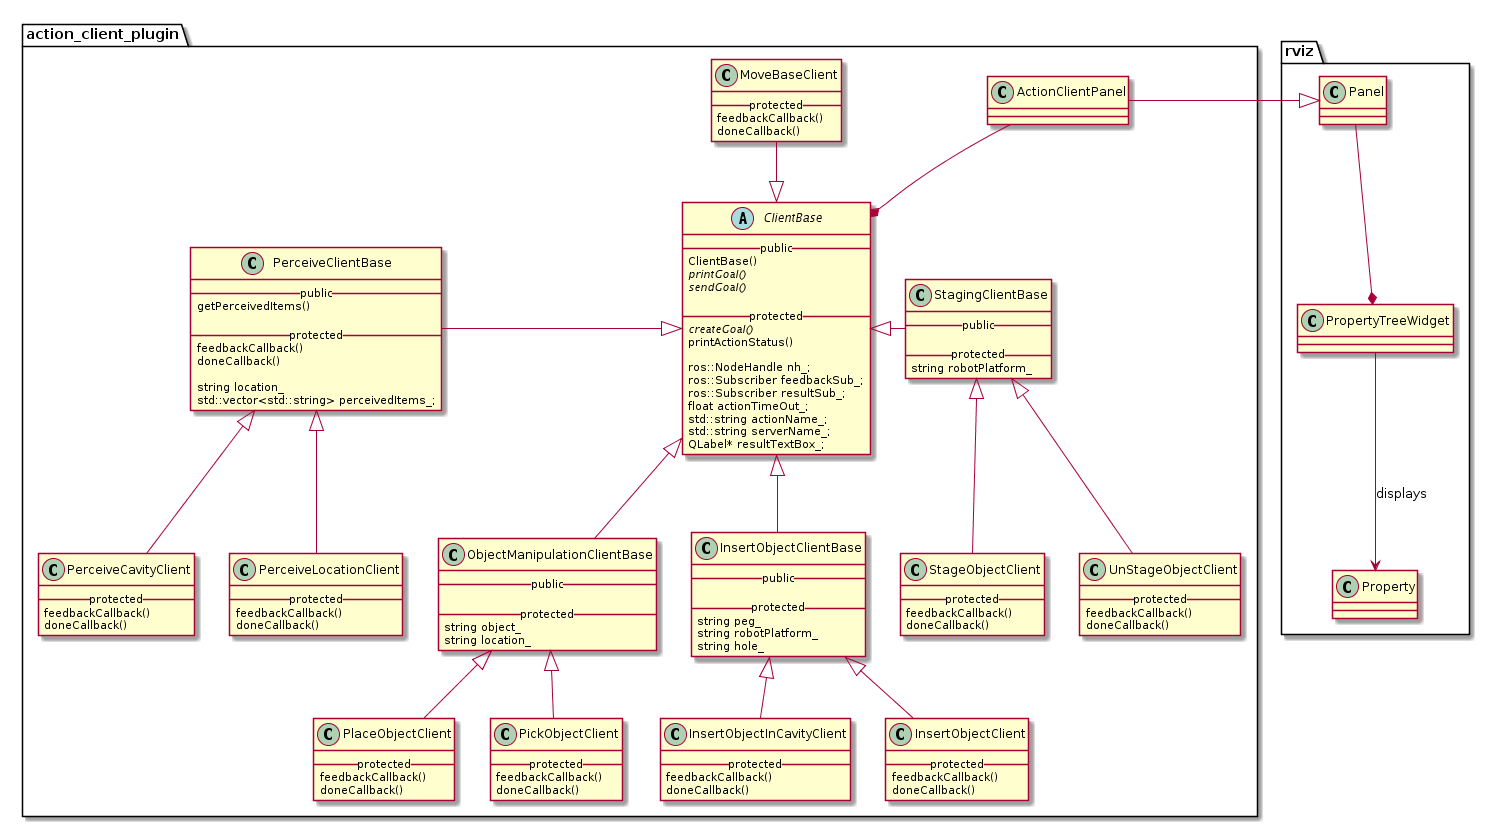 action_client_plugin
rviz
C MoveBaseClient
protected
feedbackCallback()
doneCallback()
C ActionClientPanel
C Panel
A ClientBase
public
ClientBase()
printGoal()
sendGoal()
protected
createGoal()
printActionStatus()
ros::NodeHandle nh_;
ros::Subscriber feedbackSub_;
ros::Subscriber resultSub_;
float actionTimeOut_;
std::string actionName_;
std::string serverName_;
QLabel* resultTextBox_;
C PerceiveClientBase
public
getPerceivedItems()
protected
feedbackCallback()
doneCallback()
string location_
std::vector<std::string> perceivedItems_;
C StagingClientBase
public
protected
string robotPlatform_
C PropertyTreeWidget
displays
C Property
C PerceiveCavityClient
protected
feedbackCallback()
doneCallback()
C PerceiveLocationClient
protected
feedbackCallback()
doneCallback()
C ObjectManipulationClientBase
public
protected
string object_
string location_
C InsertObjectClientBase
public
protected
string peg_
string robotPlatform_
string hole_
C StageObjectClient
protected
feedbackCallback()
doneCallback()
C UnStageObjectClient
protected
feedbackCallback()
doneCallback()
C PlaceObjectClient
protected
feedbackCallback()
doneCallback()
C PickObjectClient
protected
feedbackCallback()
doneCallback()
C InsertObjectInCavityClient
protected
feedbackCallback()
doneCallback()
C InsertObjectClient
protected
feedbackCallback()
doneCallback()